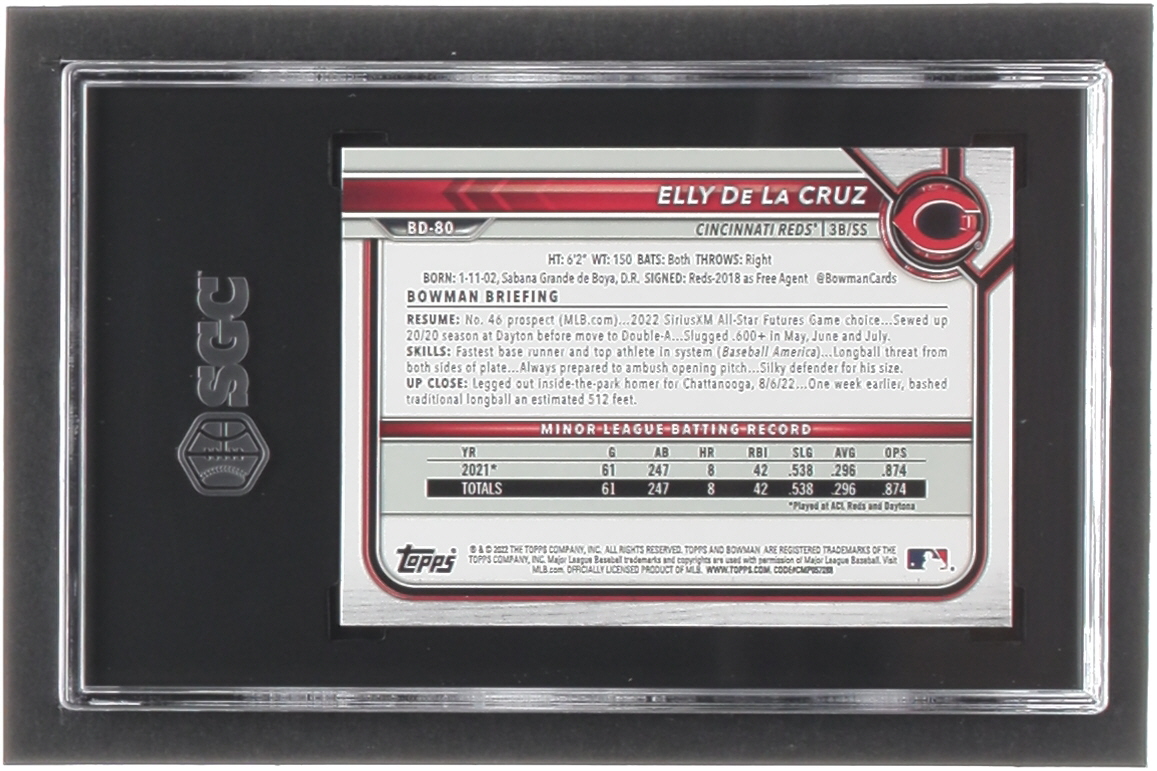 SGC
ELLY DE LA CRUZ
BD-80
CINCINNATI REDS® | 3B/SS
HT: 6'2" WT: 150 BATS: Both THROWS: Right
BORN: 1-11-02, Sabana Grande de Boya, D.R. SIGNED: Reds-2018 as Free Agent @BowmanCards
BOWMAN BRIEFING
RESUME: No. 46 prospect (MLB.com)...2022 SiriusXM All-Star Futures Game choice...Sewed up
20/20 season at Dayton before move to Double-A...Slugged .600+ in May, June and July.
SKILLS: Fastest base runner and top athlete in system (Baseball America)...Longball threat from
both sides of plate...Always prepared to ambush opening pitch...Silky defender for his size.
UP CLOSE: Legged out inside-the-park homer for Chattanooga, 8/6/22...One week earlier, bashed
traditional longball an estimated 512 feet.
MINOR LEAGUE BATTING RECORD
YR G AB HR RBI SLG AVG OPS
2021* 61 247 8 42 .538 .296 .874
TOTALS 61 247 8 42 .538 .296 .874
*Played at ACL Reds and Daytona
TOPPS
® & © 2022 THE TOPPS COMPANY, INC. ALL RIGHTS RESERVED. TOPPS AND BOWMAN ARE REGISTERED TRADEMARKS OF THE
TOPPS COMPANY, INC. Major League Baseball trademarks and copyrights are used with permission of Major League Baseball. Visit
MLB.com. OFFICIALLY LICENSED PRODUCT OF MLB. WWW.TOPPS.COM